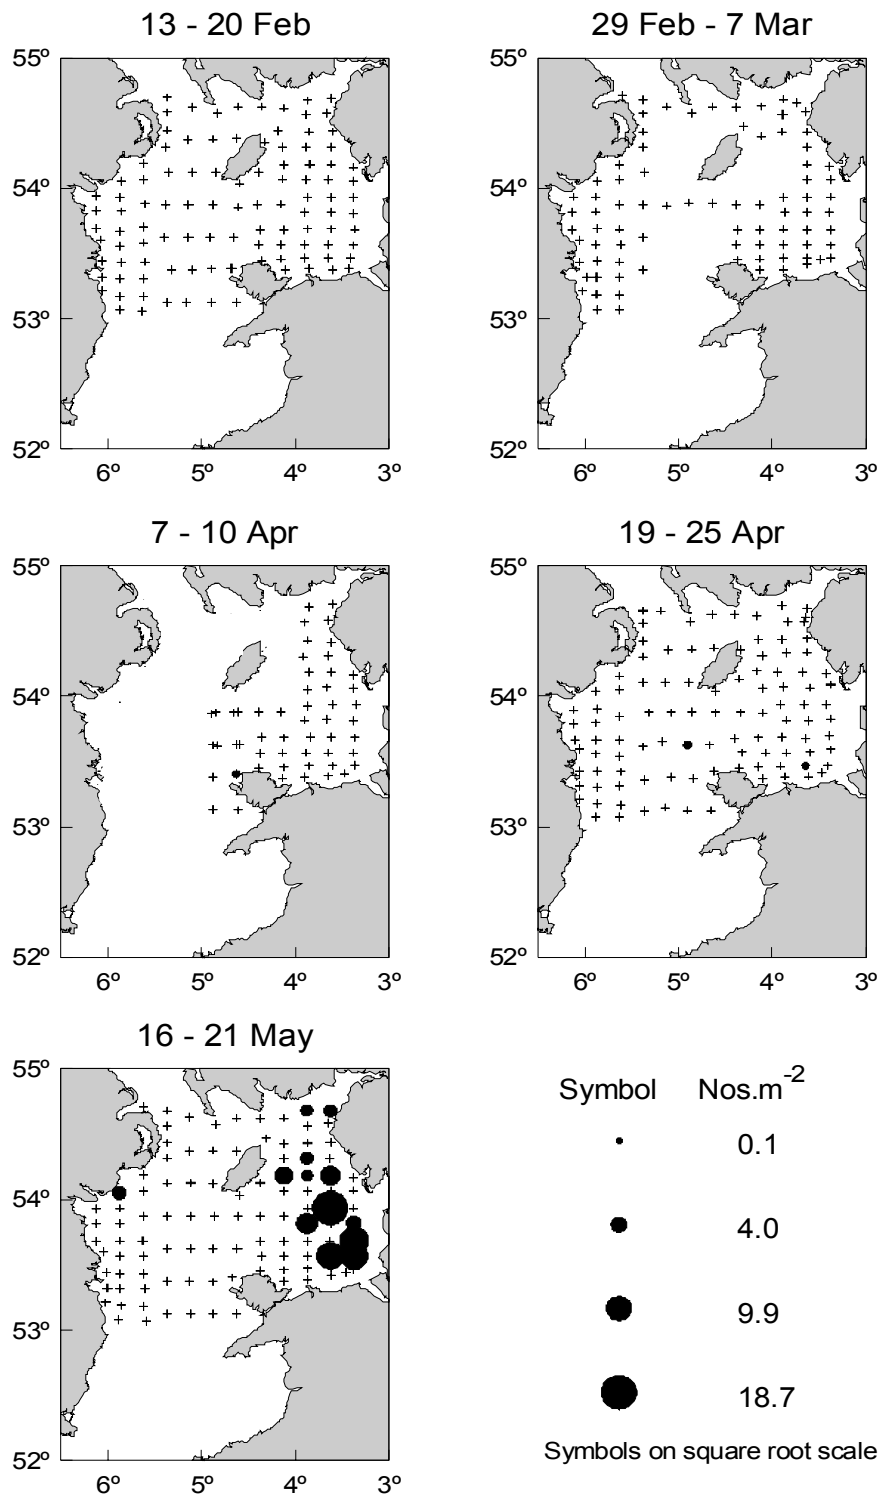 13 - 20 Feb
29 Feb - 7 Mar
55º
54º
53º
52º
6º 5º 4º 3º
55º
54º
53º
52º
6º 5º 4º 3º
7 - 10 Apr
19 - 25 Apr
55º
54º
53º
52º
6º 5º 4º 3º
55º
54º
53º
52º
6º 5º 4º 3º
16 - 21 May
55º
54º
53º
52º
6º 5º 4º 3º
Symbol Nos.m-2
0.1
4.0
9.9
18.7
Symbols on square root scale